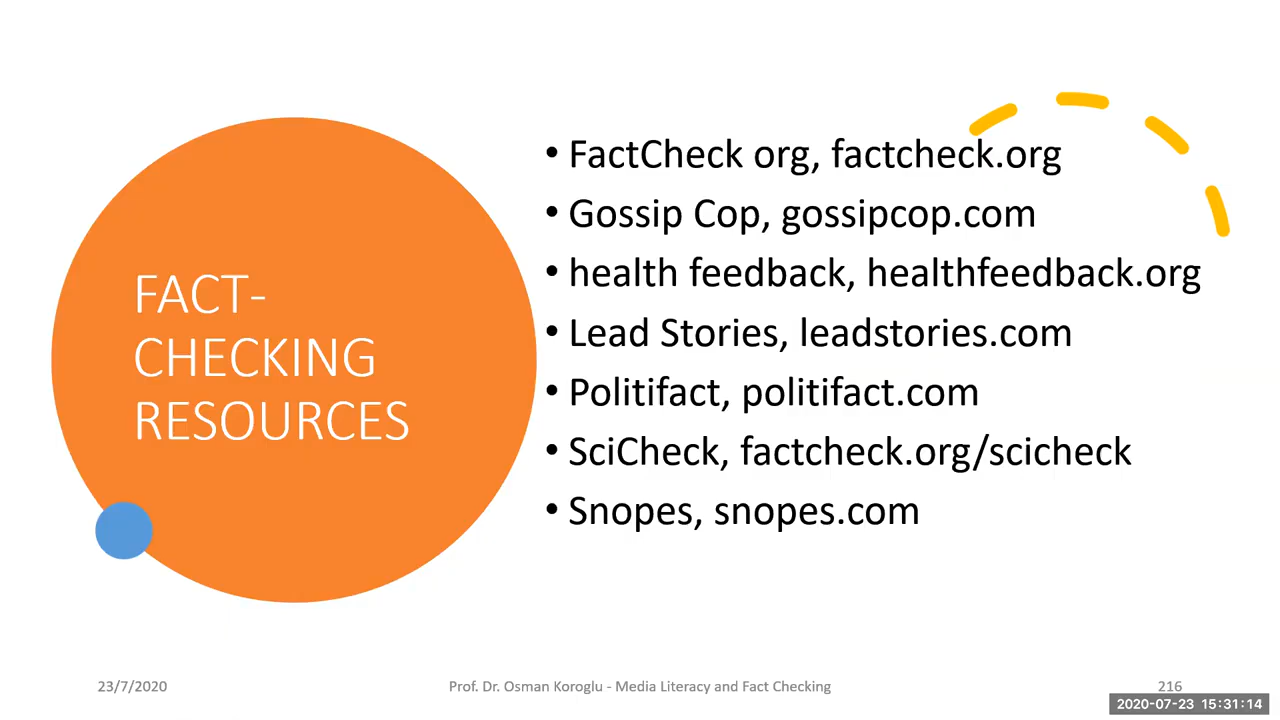 FACT-
CHECKING
RESOURCES
• FactCheck org, factcheck.org
• Gossip Cop, gossipcop.com
• health feedback, healthfeedback.org
• Lead Stories, leadstories.com
• Politifact, politifact.com
• SciCheck, factcheck.org/scicheck
• Snopes, snopes.com
23/7/2020
Prof. Dr. Osman Koroglu - Media Literacy and Fact Checking
216
2020-07-23 15:31:14